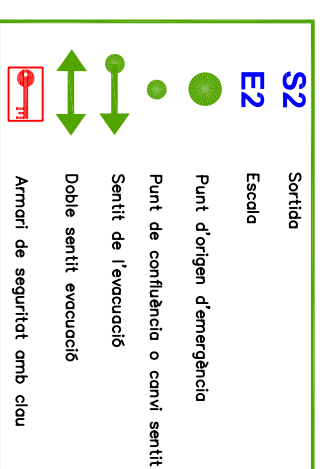 S2 Sortida
E2 Escala
Punt d'origen d'emergència
Punt de confluència o canvi sentit
Sentit de l'evacuació
Doble sentit evacuació
Armari de seguritat amb clau